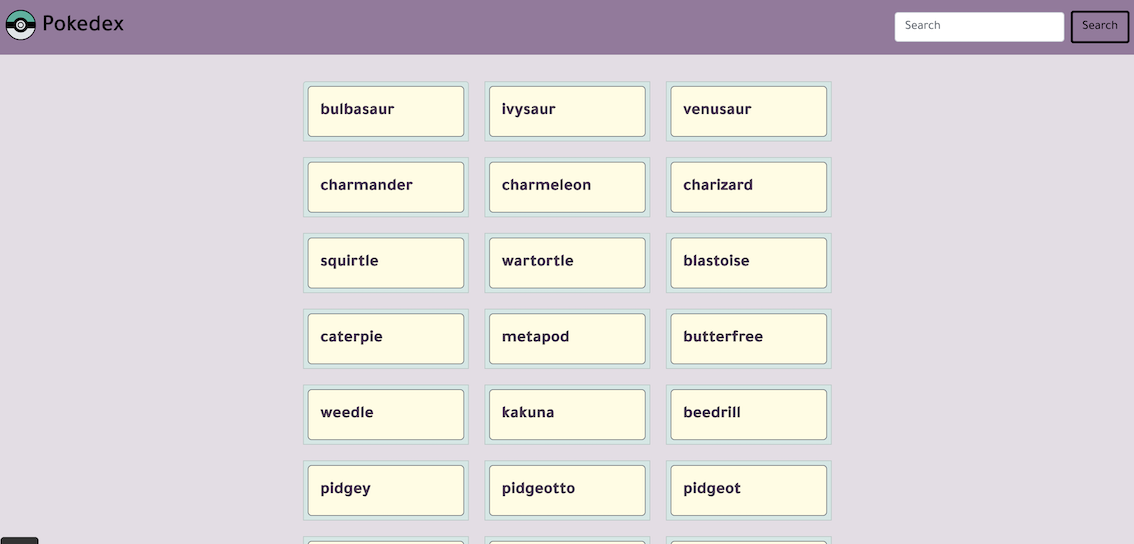 Pokedex
Search
Search
bulbasaur
ivysaur
venusaur
charmander
charmeleon
charizard
squirtle
wartortle
blastoise
caterpie
metapod
butterfree
weedle
kakuna
beedrill
pidgey
pidgeotto
pidgeot